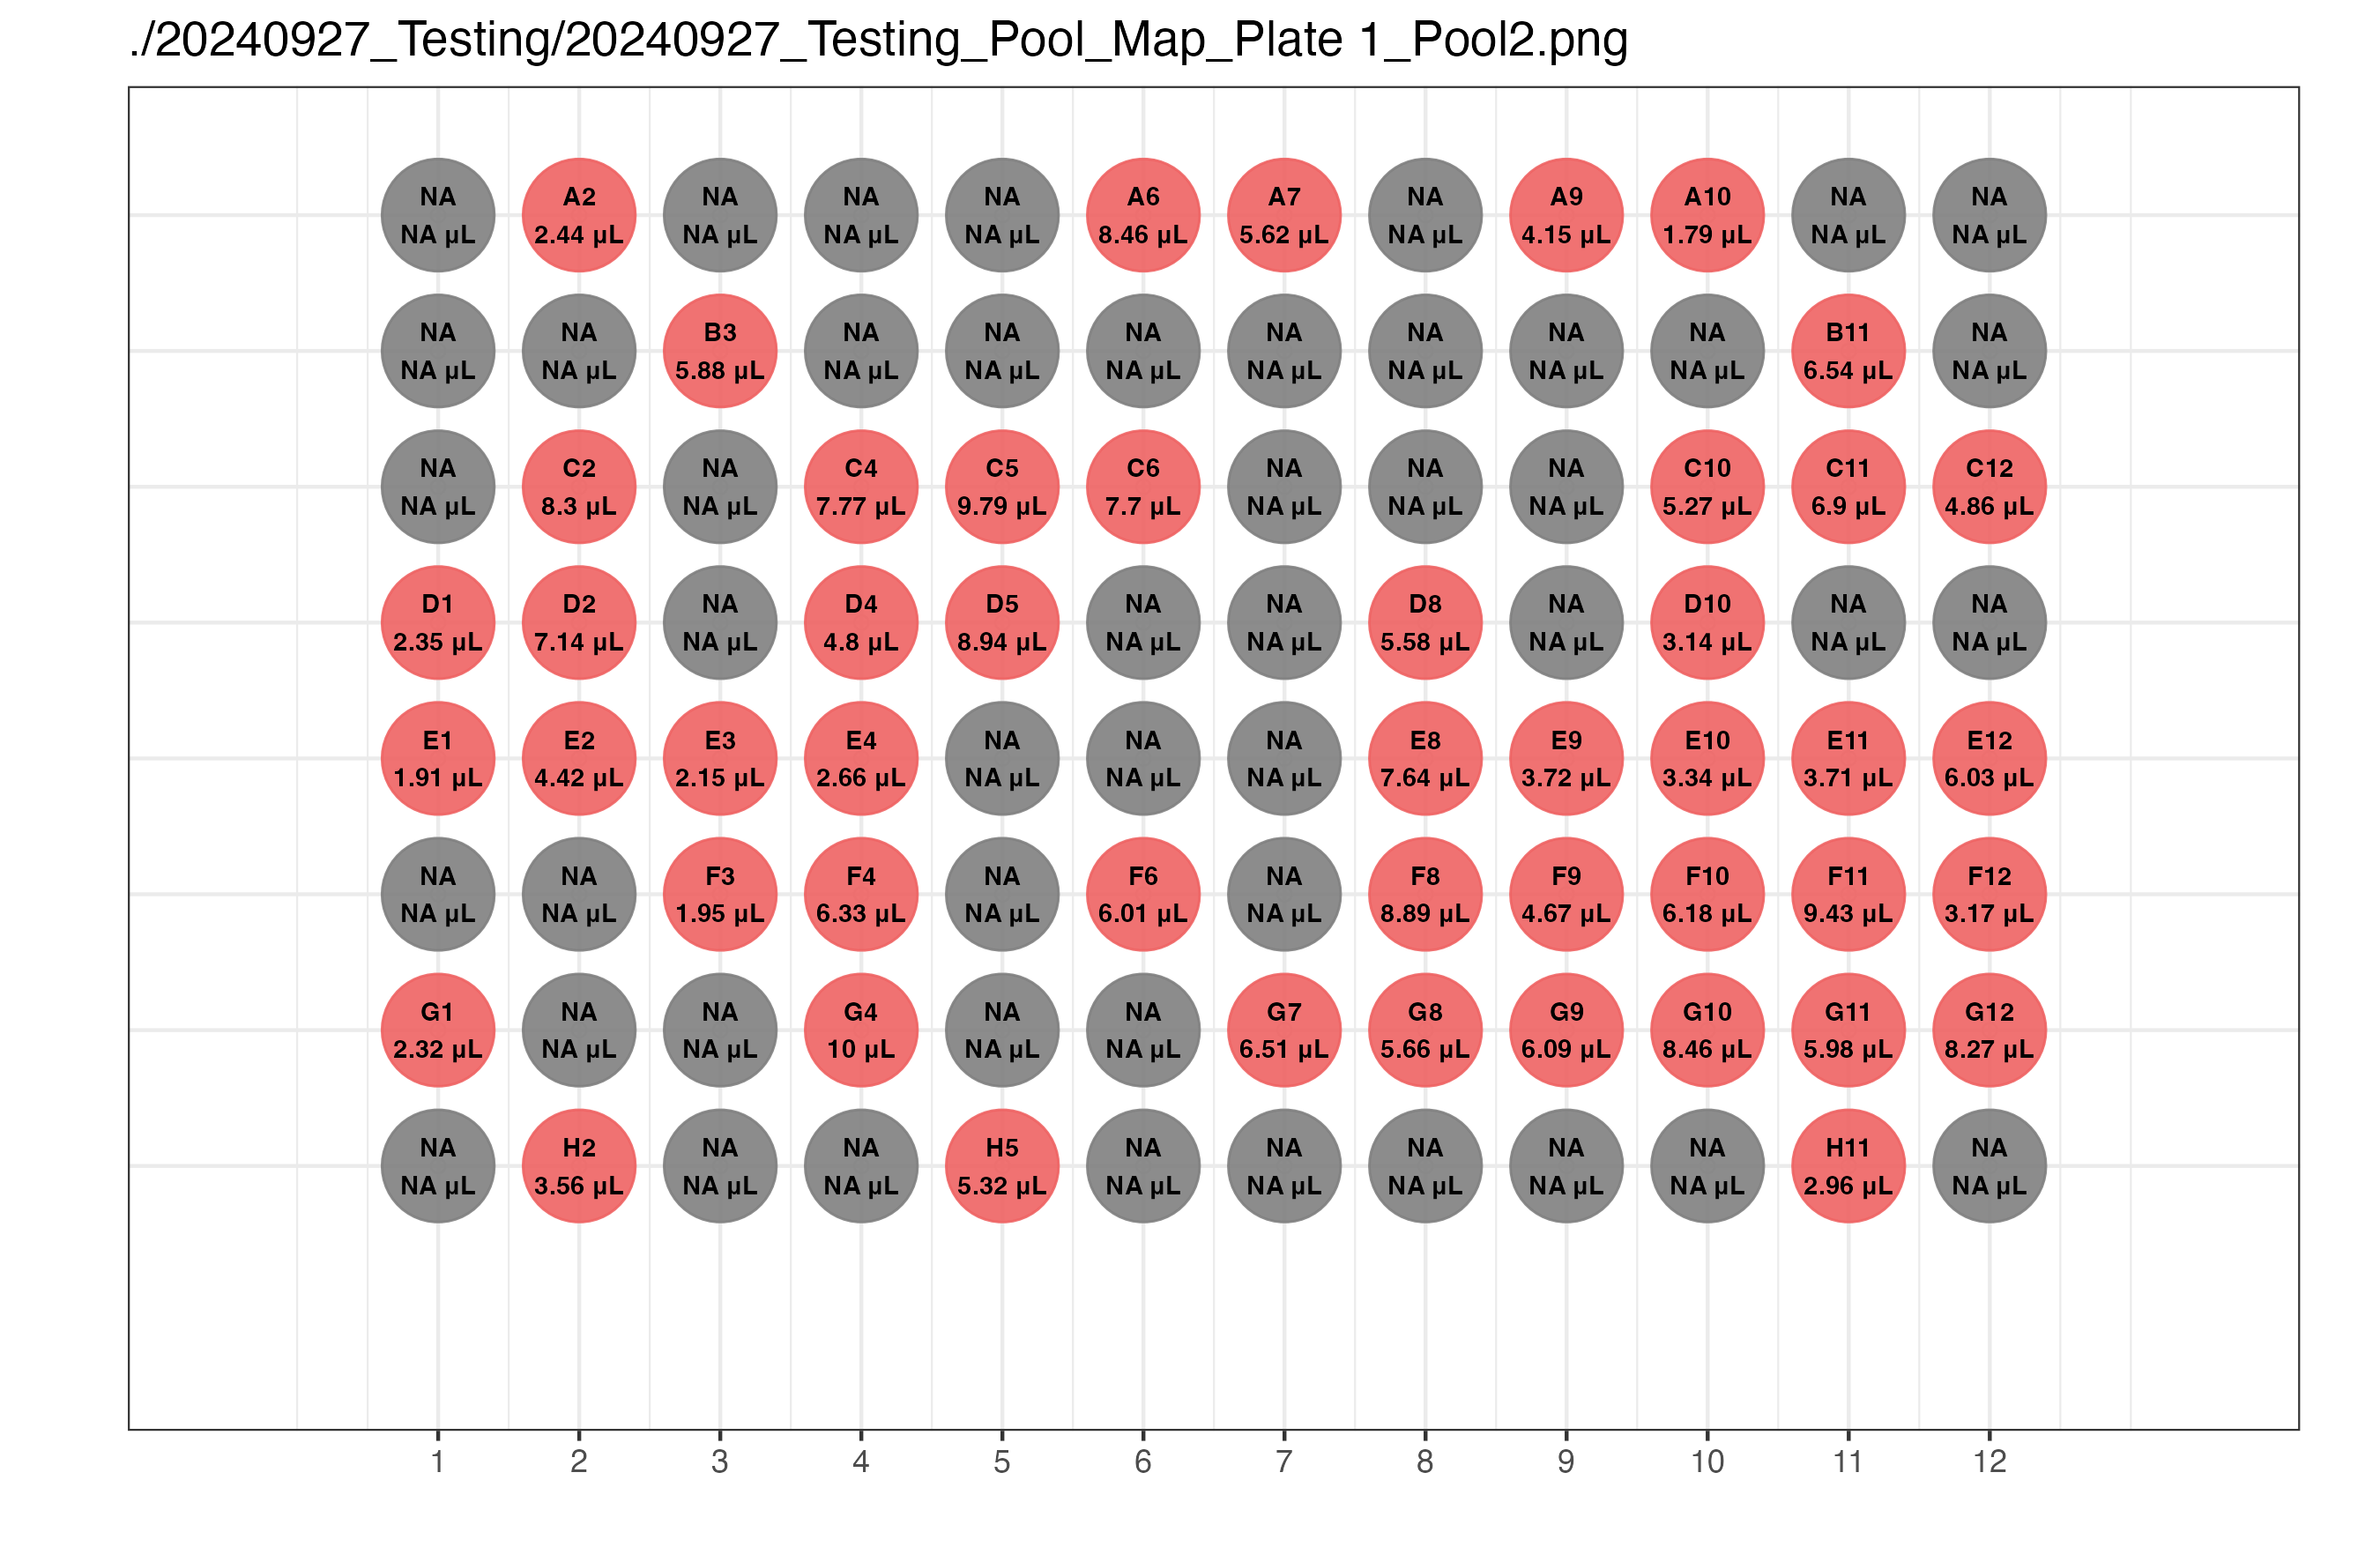 ./20240927_Testing/20240927_Testing_Pool_Map_Plate 1_Pool2.png
NA A2 NA NA NA A6 A7 NA A9 A10 NA NA
NA µL 2.44 µL NA µL NA µL NA µL 8.46 µL 5.62 µL NA µL 4.15 µL 1.79 µL NA µL NA µL
NA NA B3 NA NA NA NA NA NA NA B11 NA
NA µL NA µL 5.88 µL NA µL NA µL NA µL NA µL NA µL NA µL NA µL 6.54 µL NA µL
NA C2 NA C4 C5 C6 NA NA NA C10 C11 C12
NA µL 8.3 µL NA µL 7.77 µL 9.79 µL 7.7 µL NA µL NA µL NA µL 5.27 µL 6.9 µL 4.86 µL
D1 D2 NA D4 D5 NA NA D8 NA D10 NA NA
2.35 µL 7.14 µL NA µL 4.8 µL 8.94 µL NA µL NA µL 5.58 µL NA µL 3.14 µL NA µL NA µL
E1 E2 E3 E4 NA NA NA E8 E9 E10 E11 E12
1.91 µL 4.42 µL 2.15 µL 2.66 µL NA µL NA µL NA µL 7.64 µL 3.72 µL 3.34 µL 3.71 µL 6.03 µL
NA NA F3 F4 NA F6 NA F8 F9 F10 F11 F12
NA µL NA µL 1.95 µL 6.33 µL NA µL 6.01 µL NA µL 8.89 µL 4.67 µL 6.18 µL 9.43 µL 3.17 µL
G1 NA NA G4 NA NA G7 G8 G9 G10 G11 G12
2.32 µL NA µL NA µL 10 µL NA µL NA µL 6.51 µL 5.66 µL 6.09 µL 8.46 µL 5.98 µL 8.27 µL
NA H2 NA NA H5 NA NA NA NA NA H11 NA
NA µL 3.56 µL NA µL NA µL 5.32 µL NA µL NA µL NA µL NA µL NA µL 2.96 µL NA µL
1 2 3 4 5 6 7 8 9 10 11 12